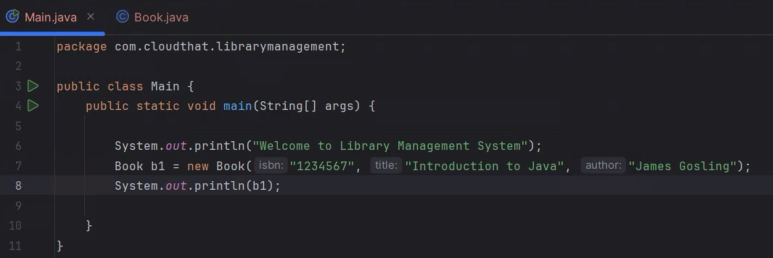 Main.java × Book.java
1 package com.cloudthat.librarymanagement;
2
3 public class Main {
4 public static void main(String[] args) {
5
6 System.out.println("Welcome to Library Management System");
7 Book b1 = new Book( isbn: "1234567", title: "Introduction to Java", author: "James Gosling");
8 System.out.println(b1);
9
10 }
11 }